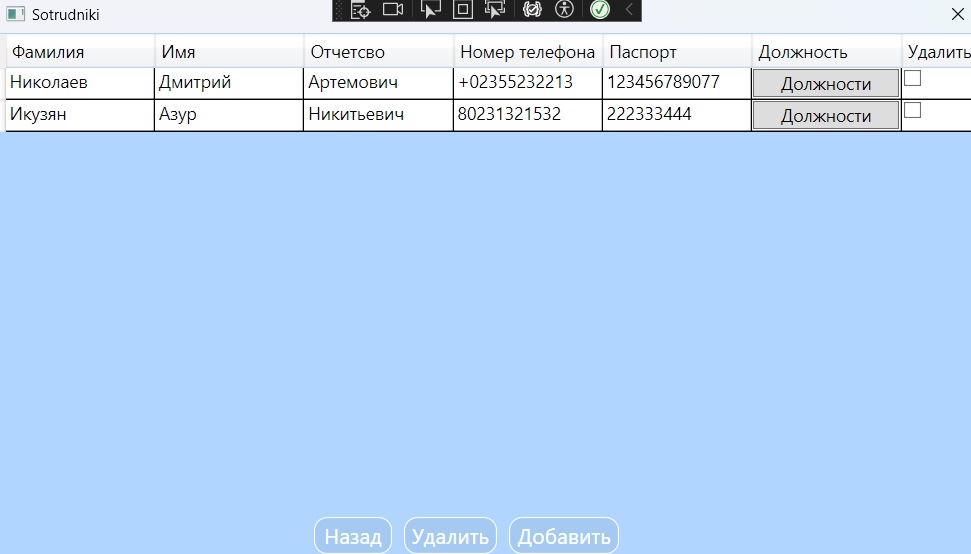 Sotrudniki
Фамилия Имя Отчетсво Номер телефона Паспорт Должность Удалить
Николаев Дмитрий Артемович +02355232213 123456789077 Должности
Икузян Азур Никитьевич 80231321532 222333444 Должности
Назад Удалить Добавить